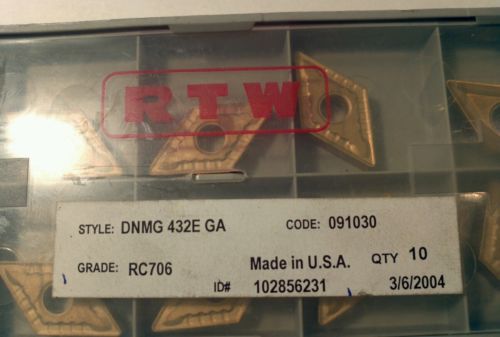 RTW
STYLE: DNMG 432E GA CODE: 091030
GRADE: RC706 Made in U.S.A. QTY 10
ID# 102856231 3/6/2004